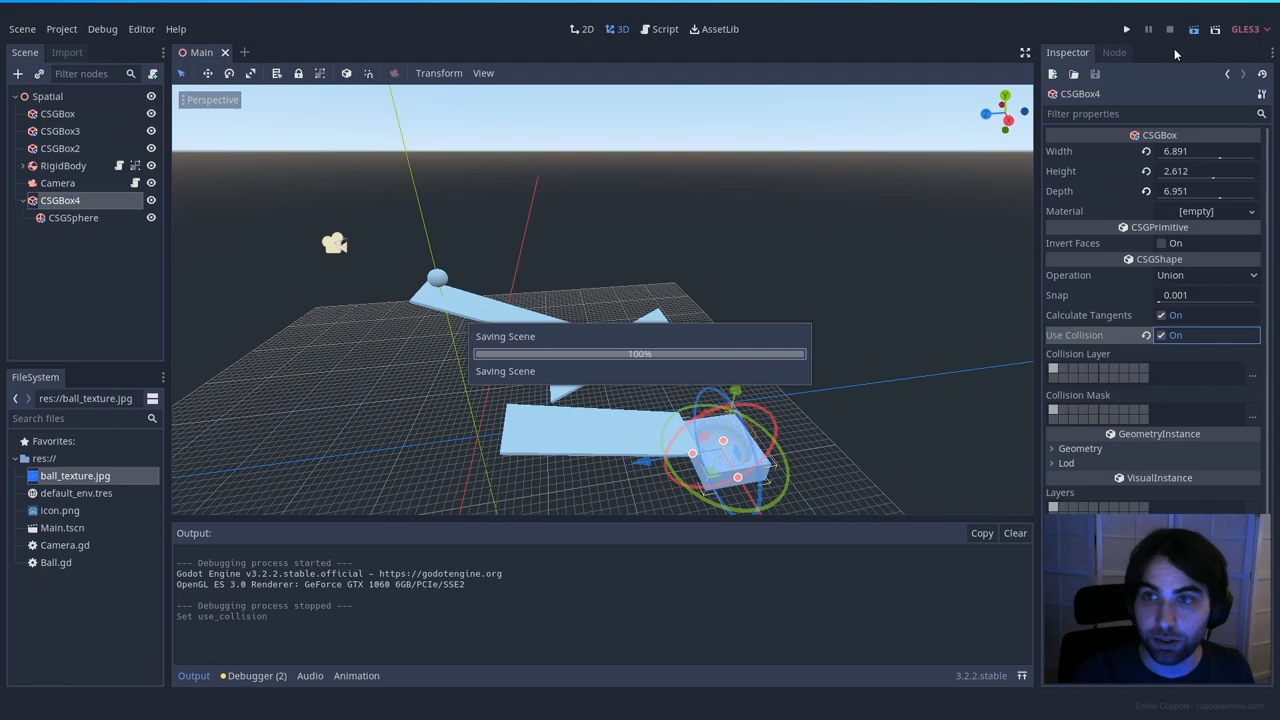 Scene Project Debug Editor Help
2D 3D Script AssetLib
GLES3
Scene Import
Filter nodes
Spatial
CSGBox
CSGBox3
CSGBox2
RigidBody
Camera
CSGBox4
CSGSphere
FileSystem
res://ball_texture.jpg
Search files
Favorites:
res://
ball_texture.jpg
default_env.tres
icon.png
Main.tscn
Camera.gd
Ball.gd
Main
Transform View
Perspective
Y
Z
X
Saving Scene
100%
Saving Scene
Output:
Copy Clear
--- Debugging process started ---
Godot Engine v3.2.2.stable.official - https://godotengine.org
OpenGL ES 3.0 Renderer: GeForce GTX 1060 6GB/PCIe/SSE2
--- Debugging process stopped ---
Set use_collision
Output Debugger (2) Audio Animation
3.2.2.stable
Inspector Node
CSGBox4
Filter properties
CSGBox
Width 6.891
Height 2.612
Depth 6.951
Material [empty]
CSGPrimitive
Invert Faces On
CSGShape
Operation Union
Snap 0.001
Calculate Tangents On
Use Collision On
Collision Layer
...
Collision Mask
...
GeometryInstance
Geometry
Lod
VisualInstance
Layers
Emilio Coppola - coppolaemilio.com